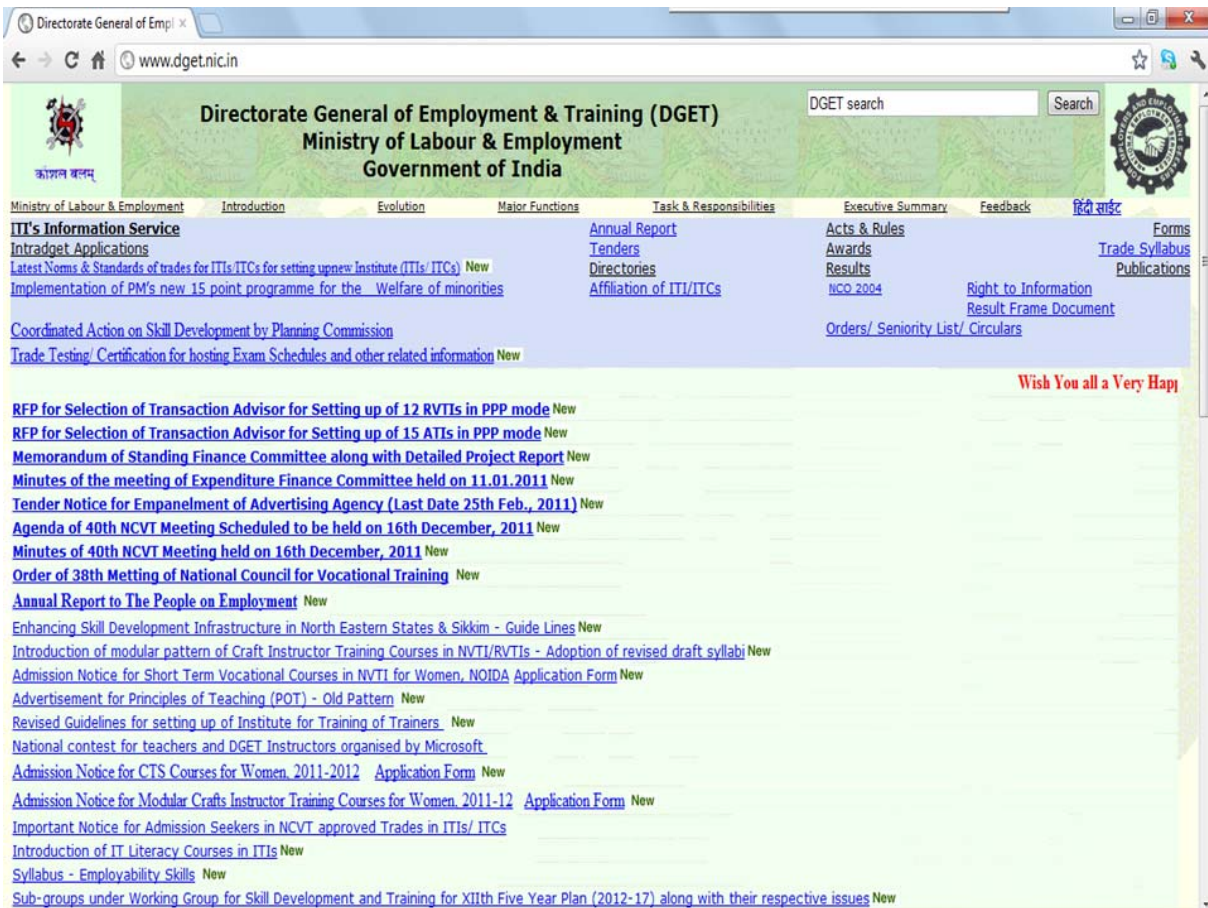 Directorate General of Empl
www.dget.nic.in
कौशल बलम्
Directorate General of Employment & Training (DGET)
Ministry of Labour & Employment
Government of India
DGET search
Search
Ministry of Labour & Employment Introduction Evolution Major Functions Task & Responsibilities Executive Summary Feedback हिंदी साईट
ITI's Information Service Annual Report Acts & Rules Forms
Intradget Applications Tenders Awards Trade Syllabus
Latest Norms & Standards of trades for ITIs/ITCs for setting upnew Institute (ITIs/ ITCs) New Directories Results Publications
Implementation of PM's new 15 point programme for the Welfare of minorities Affiliation of ITI/ITCs NCO 2004 Right to Information
Result Frame Document
Coordinated Action on Skill Development by Planning Commission Orders/ Seniority List/ Circulars
Trade Testing/ Certification for hosting Exam Schedules and other related information New
Wish You all a Very Happ
RFP for Selection of Transaction Advisor for Setting up of 12 RVTIs in PPP mode New
RFP for Selection of Transaction Advisor for Setting up of 15 ATIs in PPP mode New
Memorandum of Standing Finance Committee along with Detailed Project Report New
Minutes of the meeting of Expenditure Finance Committee held on 11.01.2011 New
Tender Notice for Empanelment of Advertising Agency (Last Date 25th Feb., 2011) New
Agenda of 40th NCVT Meeting Scheduled to be held on 16th December, 2011 New
Minutes of 40th NCVT Meeting held on 16th December, 2011 New
Order of 38th Metting of National Council for Vocational Training New
Annual Report to The People on Employment New
Enhancing Skill Development Infrastructure in North Eastern States & Sikkim - Guide Lines New
Introduction of modular pattern of Craft Instructor Training Courses in NVTI/RVTIs - Adoption of revised draft syllabi New
Admission Notice for Short Term Vocational Courses in NVTI for Women, NOIDA Application Form New
Advertisement for Principles of Teaching (POT) - Old Pattern New
Revised Guidelines for setting up of Institute for Training of Trainers New
National contest for teachers and DGET Instructors organised by Microsoft
Admission Notice for CTS Courses for Women, 2011-2012 Application Form New
Admission Notice for Modular Crafts Instructor Training Courses for Women, 2011-12 Application Form New
Important Notice for Admission Seekers in NCVT approved Trades in ITIs/ ITCs
Introduction of IT Literacy Courses in ITIs New
Syllabus - Employability Skills New
Sub-groups under Working Group for Skill Development and Training for XIIth Five Year Plan (2012-17) along with their respective issues New